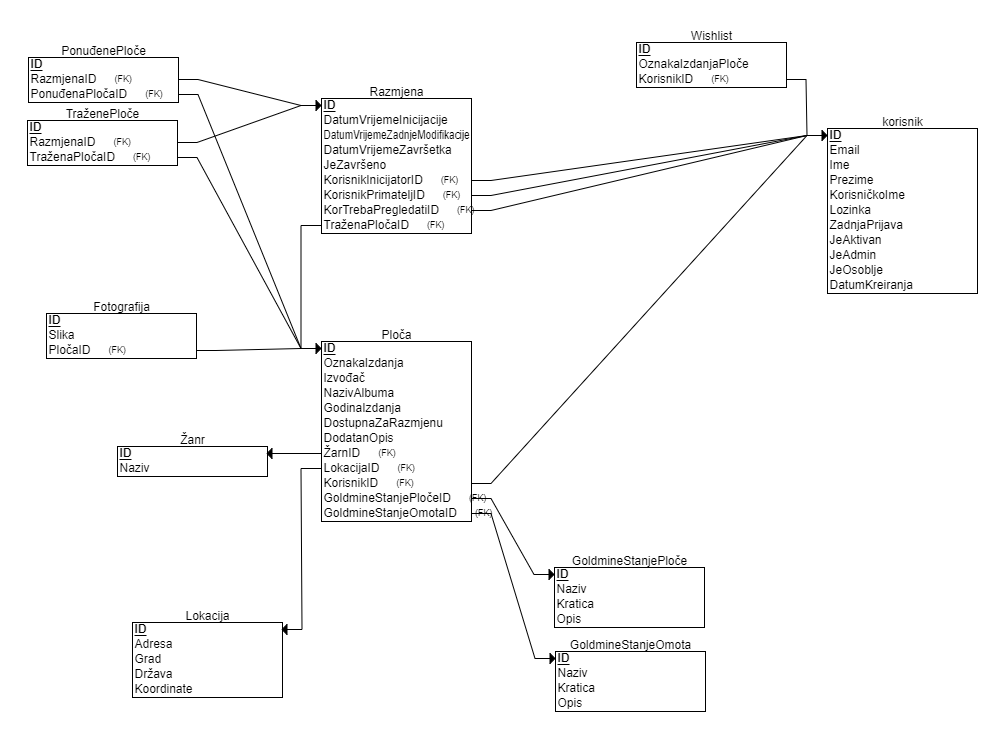 PonuđenePloče
ID
RazmjenaID (FK)
PonuđenaPločaID (FK)
TraženePloče
ID
RazmjenaID (FK)
TraženaPločaID (FK)
Razmjena
ID
DatumVrijemeInicijacije
DatumVrijemeZadnjeModifikacije
DatumVrijemeZavršetka
JeZavršeno
KorisnikInicijatorID (FK)
KorisnikPrimateljID (FK)
KorTrebaPregledatiID (FK)
TraženaPločaID (FK)
Wishlist
ID
OznakaIzdanjaPloče
KorisnikID (FK)
korisnik
ID
Email
Ime
Prezime
KorisničkoIme
Lozinka
ZadnjaPrijava
JeAktivan
JeAdmin
JeOsoblje
DatumKreiranja
Fotografija
ID
Slika
PločaID (FK)
Ploča
ID
OznakaIzdanja
Izvođač
NazivAlbuma
GodinaIzdanja
DostupnaZaRazmjenu
DodatanOpis
ŽarnID (FK)
LokacijaID (FK)
KorisnikID (FK)
GoldmineStanjePločeID (FK)
GoldmineStanjeOmotaID (FK)
Žanr
ID
Naziv
GoldmineStanjePloče
ID
Naziv
Kratica
Opis
Lokacija
ID
Adresa
Grad
Država
Koordinate
GoldmineStanjeOmota
ID
Naziv
Kratica
Opis